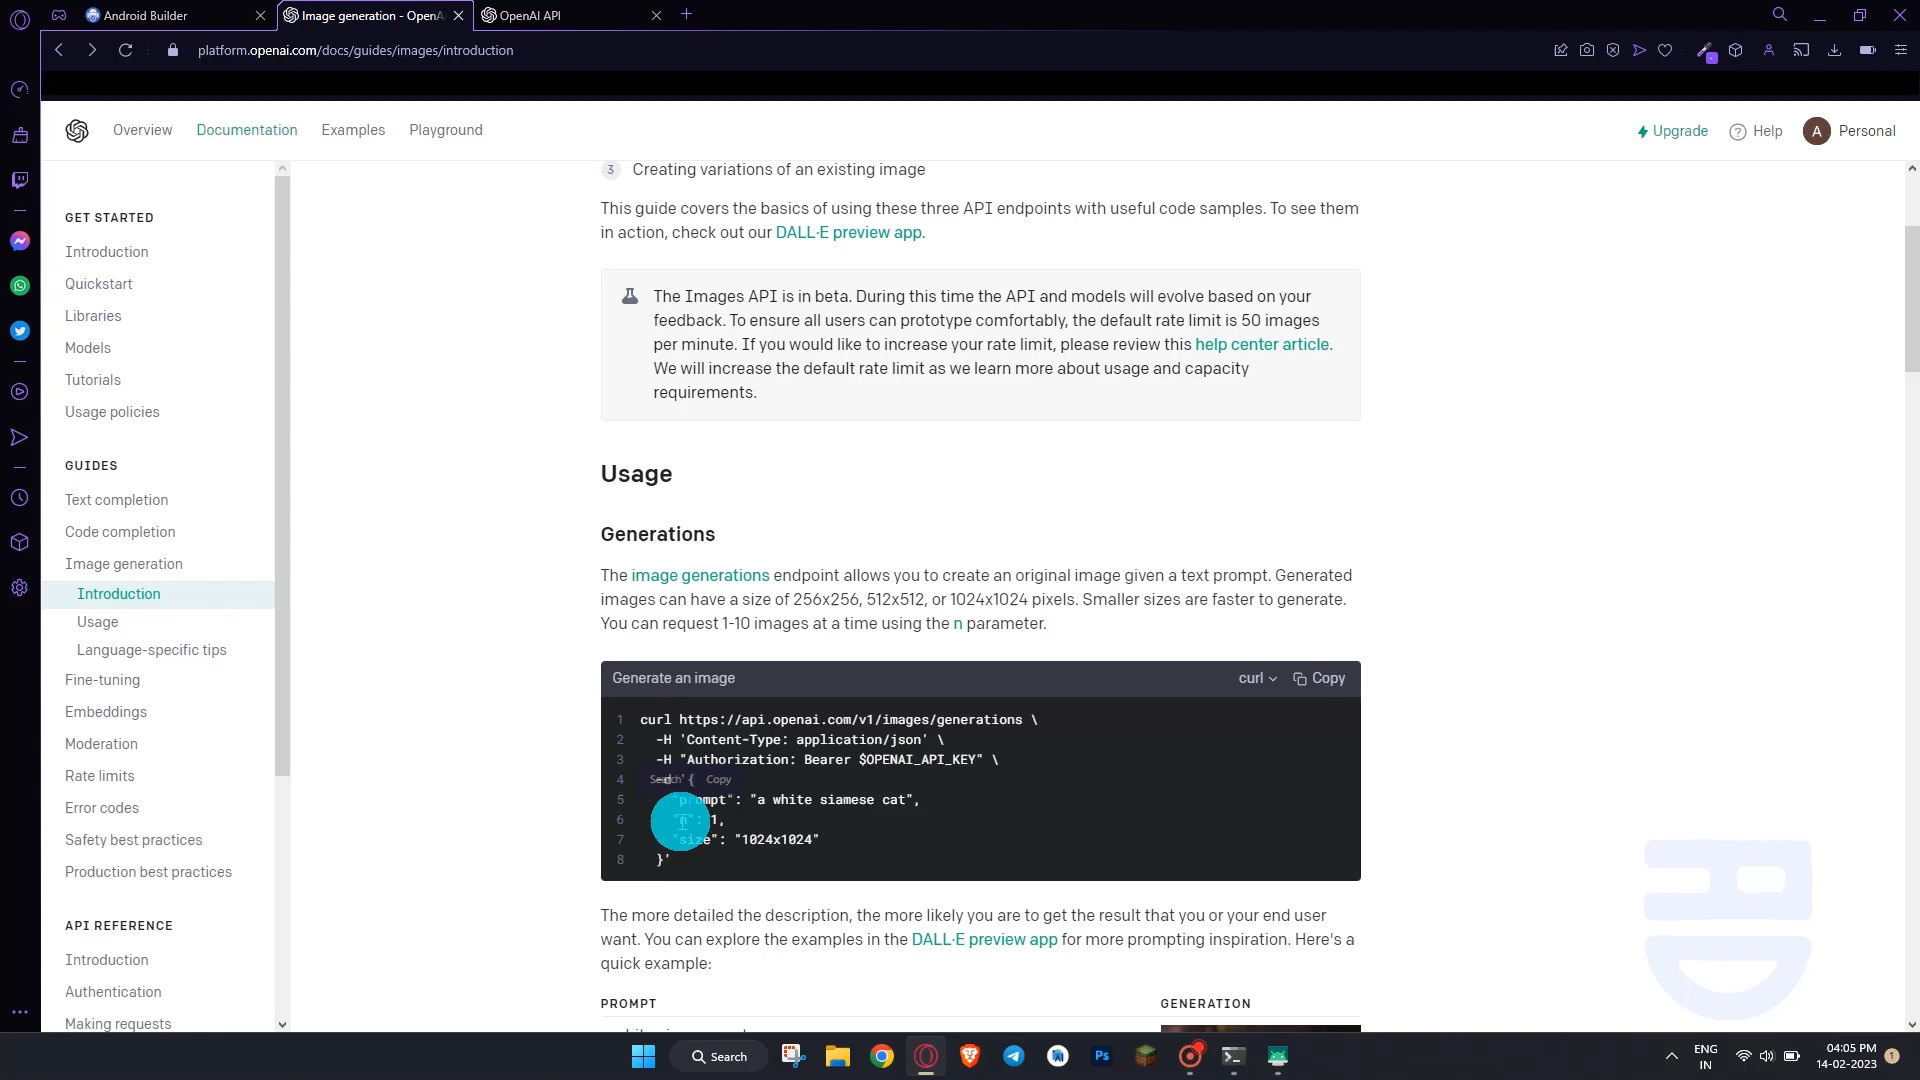 Android Builder
Image generation - OpenA
OpenAI API
platform.openai.com/docs/guides/images/introduction
Overview
Documentation
Examples
Playground
Upgrade
Help
A
Personal
GET STARTED
Introduction
Quickstart
Libraries
Models
Tutorials
Usage policies
GUIDES
Text completion
Code completion
Image generation
Introduction
Usage
Language-specific tips
Fine-tuning
Embeddings
Moderation
Rate limits
Error codes
Safety best practices
Production best practices
API REFERENCE
Introduction
Authentication
Making requests
3 Creating variations of an existing image
This guide covers the basics of using these three API endpoints with useful code samples. To see them
in action, check out our DALL·E preview app.
The Images API is in beta. During this time the API and models will evolve based on your
feedback. To ensure all users can prototype comfortably, the default rate limit is 50 images
per minute. If you would like to increase your rate limit, please review this help center article.
We will increase the default rate limit as we learn more about usage and capacity
requirements.
Usage
Generations
The image generations endpoint allows you to create an original image given a text prompt. Generated
images can have a size of 256x256, 512x512, or 1024x1024 pixels. Smaller sizes are faster to generate.
You can request 1-10 images at a time using the n parameter.
Generate an image
curl
Copy
1 curl https://api.openai.com/v1/images/generations \
2 -H 'Content-Type: application/json' \
3 -H "Authorization: Bearer $OPENAI_API_KEY" \
4 -d '{
Search Copy
5 "prompt": "a white siamese cat",
6 "n": 1,
7 "size": "1024x1024"
8 }'
The more detailed the description, the more likely you are to get the result that you or your end user
want. You can explore the examples in the DALL·E preview app for more prompting inspiration. Here's a
quick example:
PROMPT
GENERATION
Search
Ps
ENG
IN
04:05 PM
14-02-2023
1